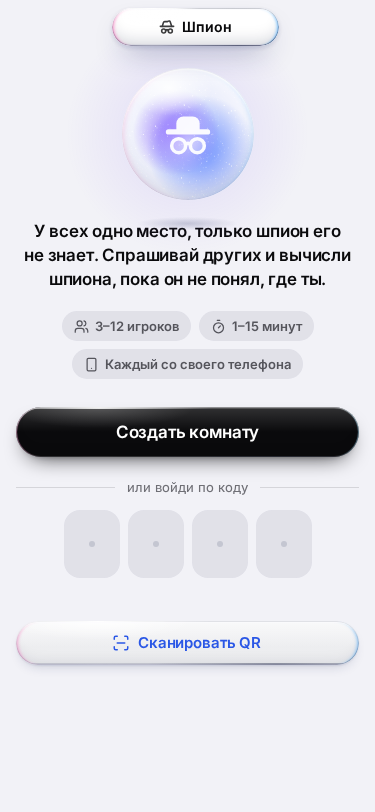 Шпион
У всех одно место, только шпион его
не знает. Спрашивай других и вычисли
шпиона, пока он не понял, где ты.
3–12 игроков
1–15 минут
Каждый со своего телефона
Создать комнату
или войди по коду
Сканировать QR